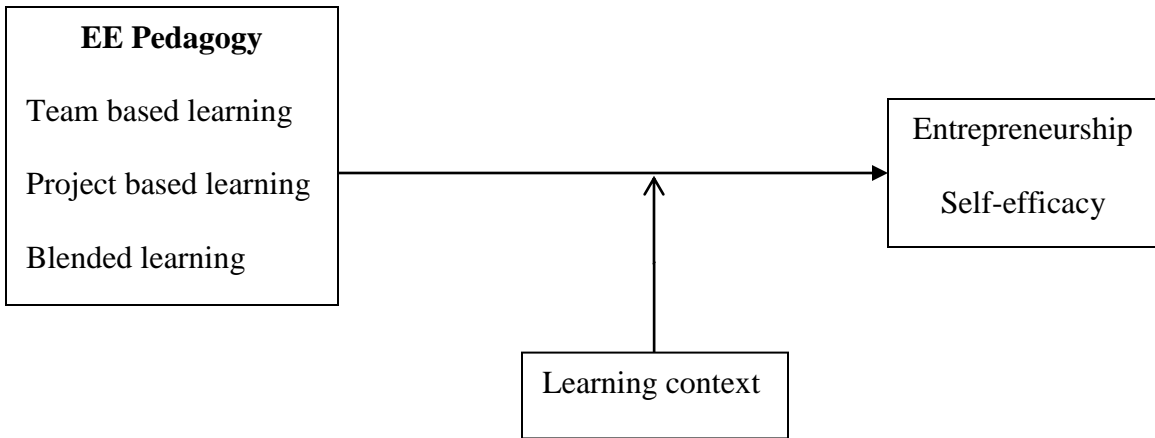 EE Pedagogy
Team based learning
Project based learning
Blended learning
Entrepreneurship
Self-efficacy
Learning context